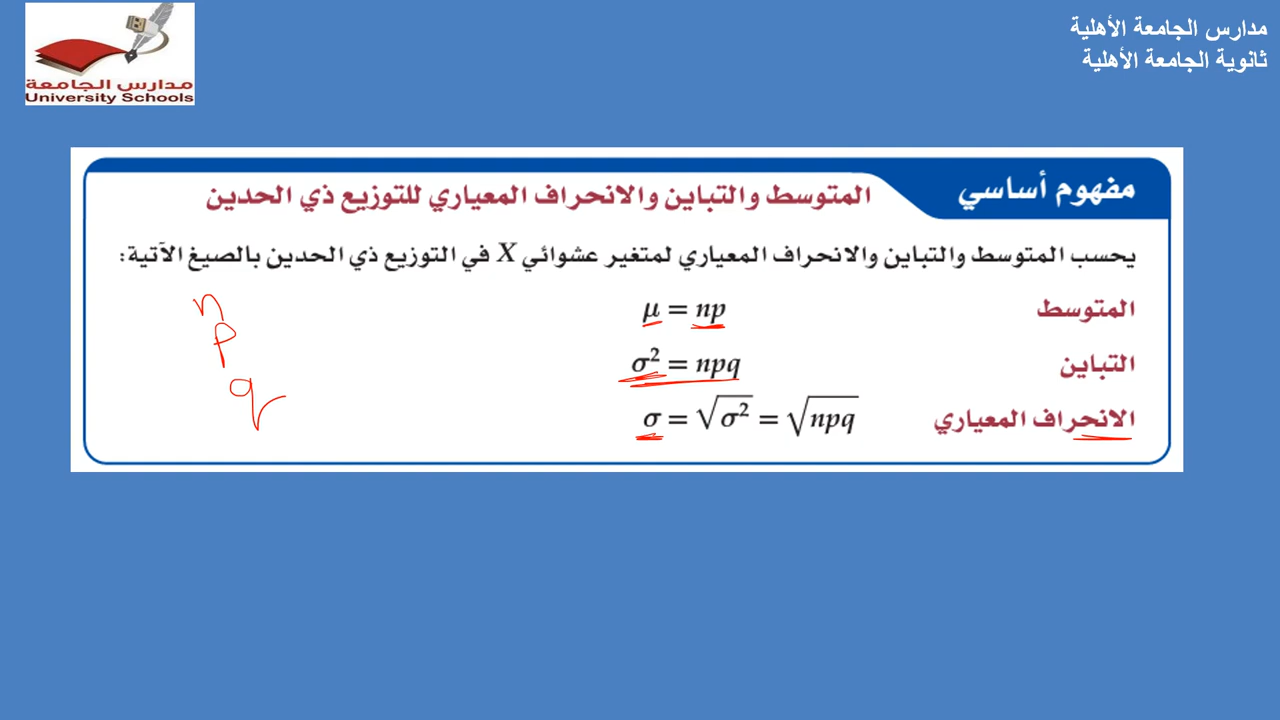 مدارس الجامعة الأهلية
ثانوية الجامعة الأهلية
مدارس الجامعة
University Schools
مفهوم أساسي
المتوسط والتباين والانحراف المعياري للتوزيع ذي الحدين
يحسب المتوسط والتباين والانحراف المعياري لمتغير عشوائي X في التوزيع ذي الحدين بالصيغ الآتية:
المتوسط μ = np
التباين σ² = npq
الانحراف المعياري σ = √σ² = √npq
n
p
q